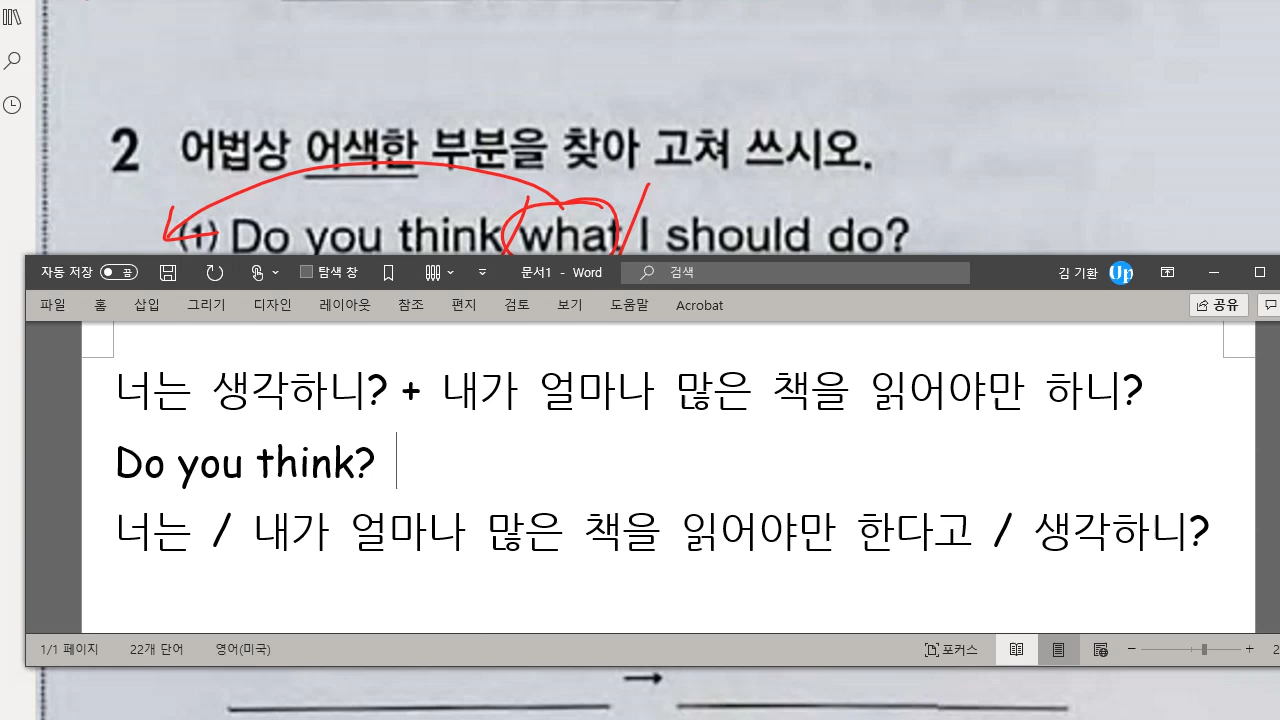 2 어법상 어색한 부분을 찾아 고쳐 쓰시오.
(1) Do you think what I should do?
자동 저장 끔 탐색 창 문서1 - Word 검색 김 기환 Up
파일 홈 삽입 그리기 디자인 레이아웃 참조 편지 검토 보기 도움말 Acrobat 공유
너는 생각하니? + 내가 얼마나 많은 책을 읽어야만 하니?
Do you think?
너는 / 내가 얼마나 많은 책을 읽어야만 한다고 / 생각하니?
1/1 페이지 22개 단어 영어(미국) 포커스 - + 2
→